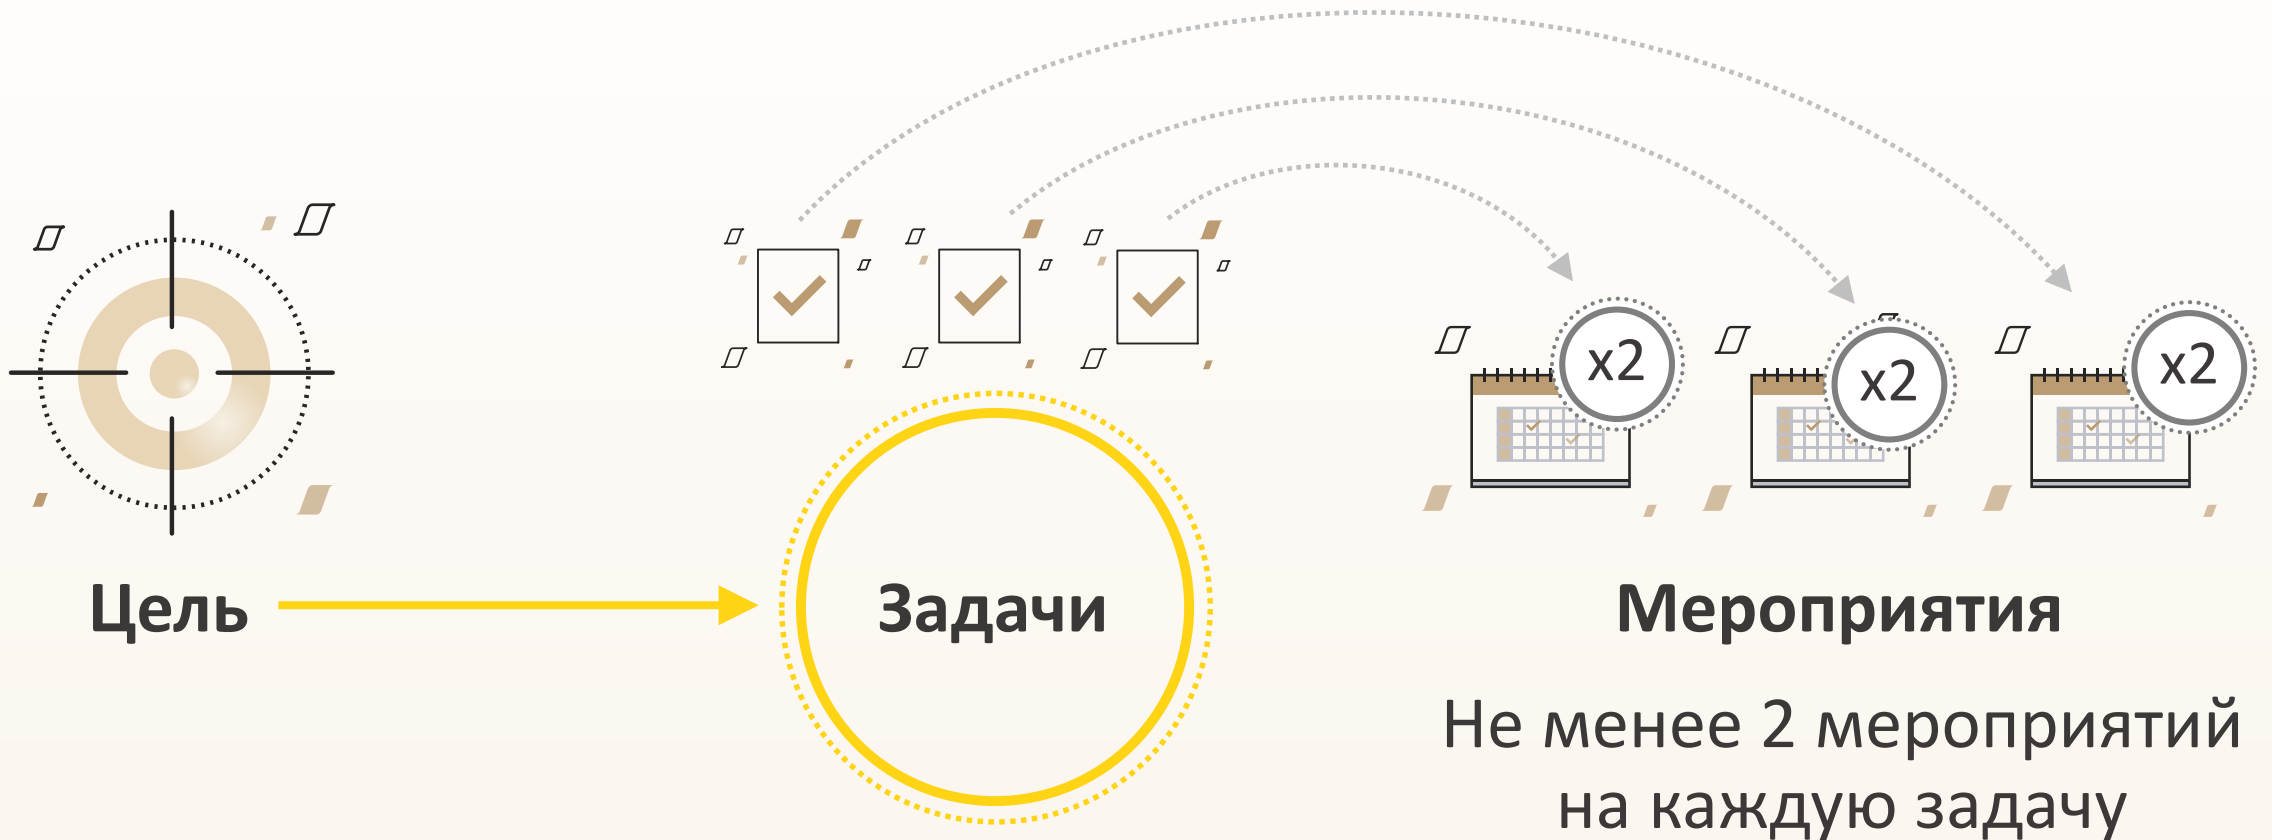 x2
x2
x2
Цель
Задачи
Мероприятия
Не менее 2 мероприятий
на каждую задачу